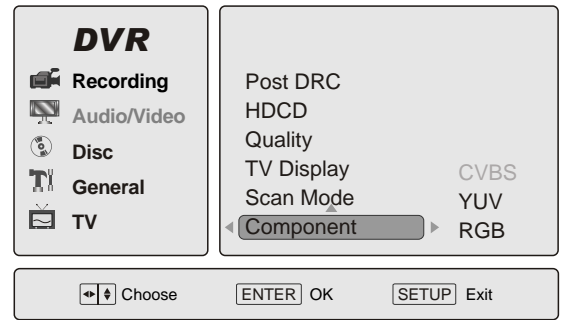 DVR
Recording
Audio/Video
Disc
General
TV
Post DRC
HDCD
Quality
TV Display
Scan Mode
Component
CVBS
YUV
RGB
Choose
ENTER OK
SETUP Exit